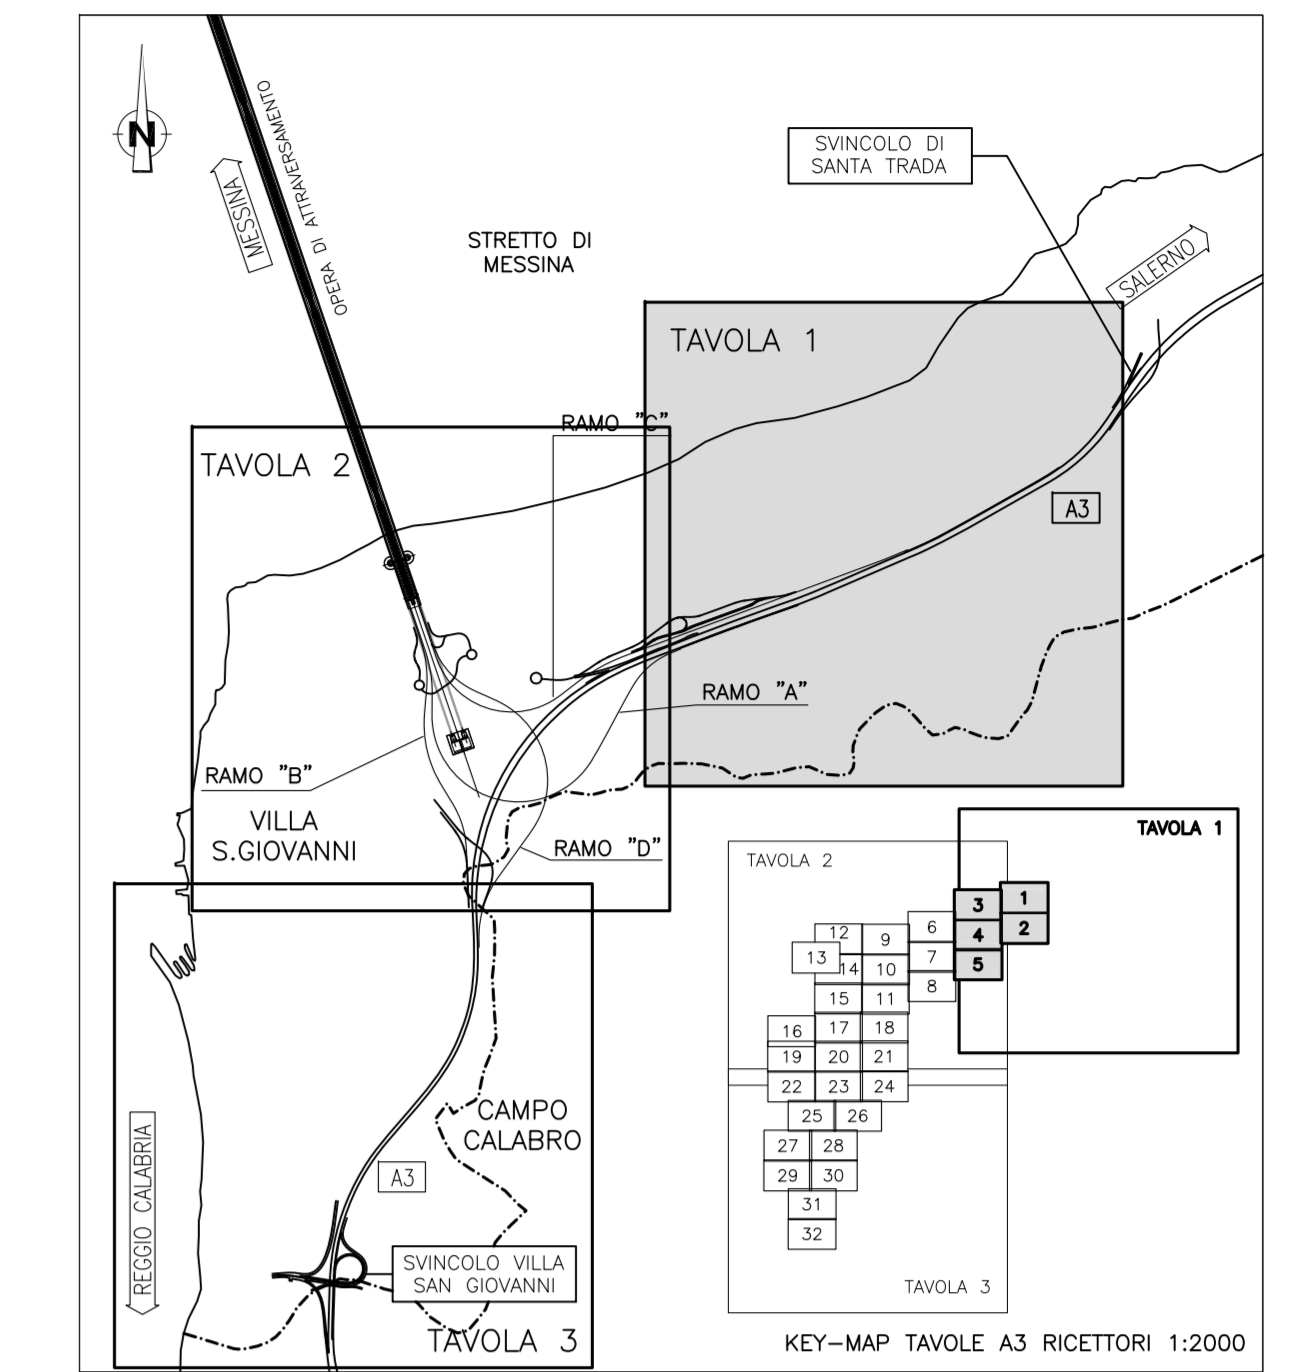 N
MESSINA
OPERA DI ATTRAVERSAMENTO
SVINCOLO DI
SANTA TRADA
STRETTO DI
MESSINA
SALERNO
TAVOLA 1
RAMO "C"
TAVOLA 2
A3
RAMO "A"
RAMO "B"
VILLA
S.GIOVANNI
RAMO "D"
TAVOLA 1
TAVOLA 2
1
3
2
6
4
12
9
13
7
5
14
10
8
15
11
16
17
18
19
20
21
22
23
24
25
26
27
28
29
30
31
32
CAMPO
CALABRO
A3
REGGIO CALABRIA
SVINCOLO VILLA
SAN GIOVANNI
TAVOLA 3
TAVOLA 3
KEY-MAP TAVOLE A3 RICETTORI 1:2000